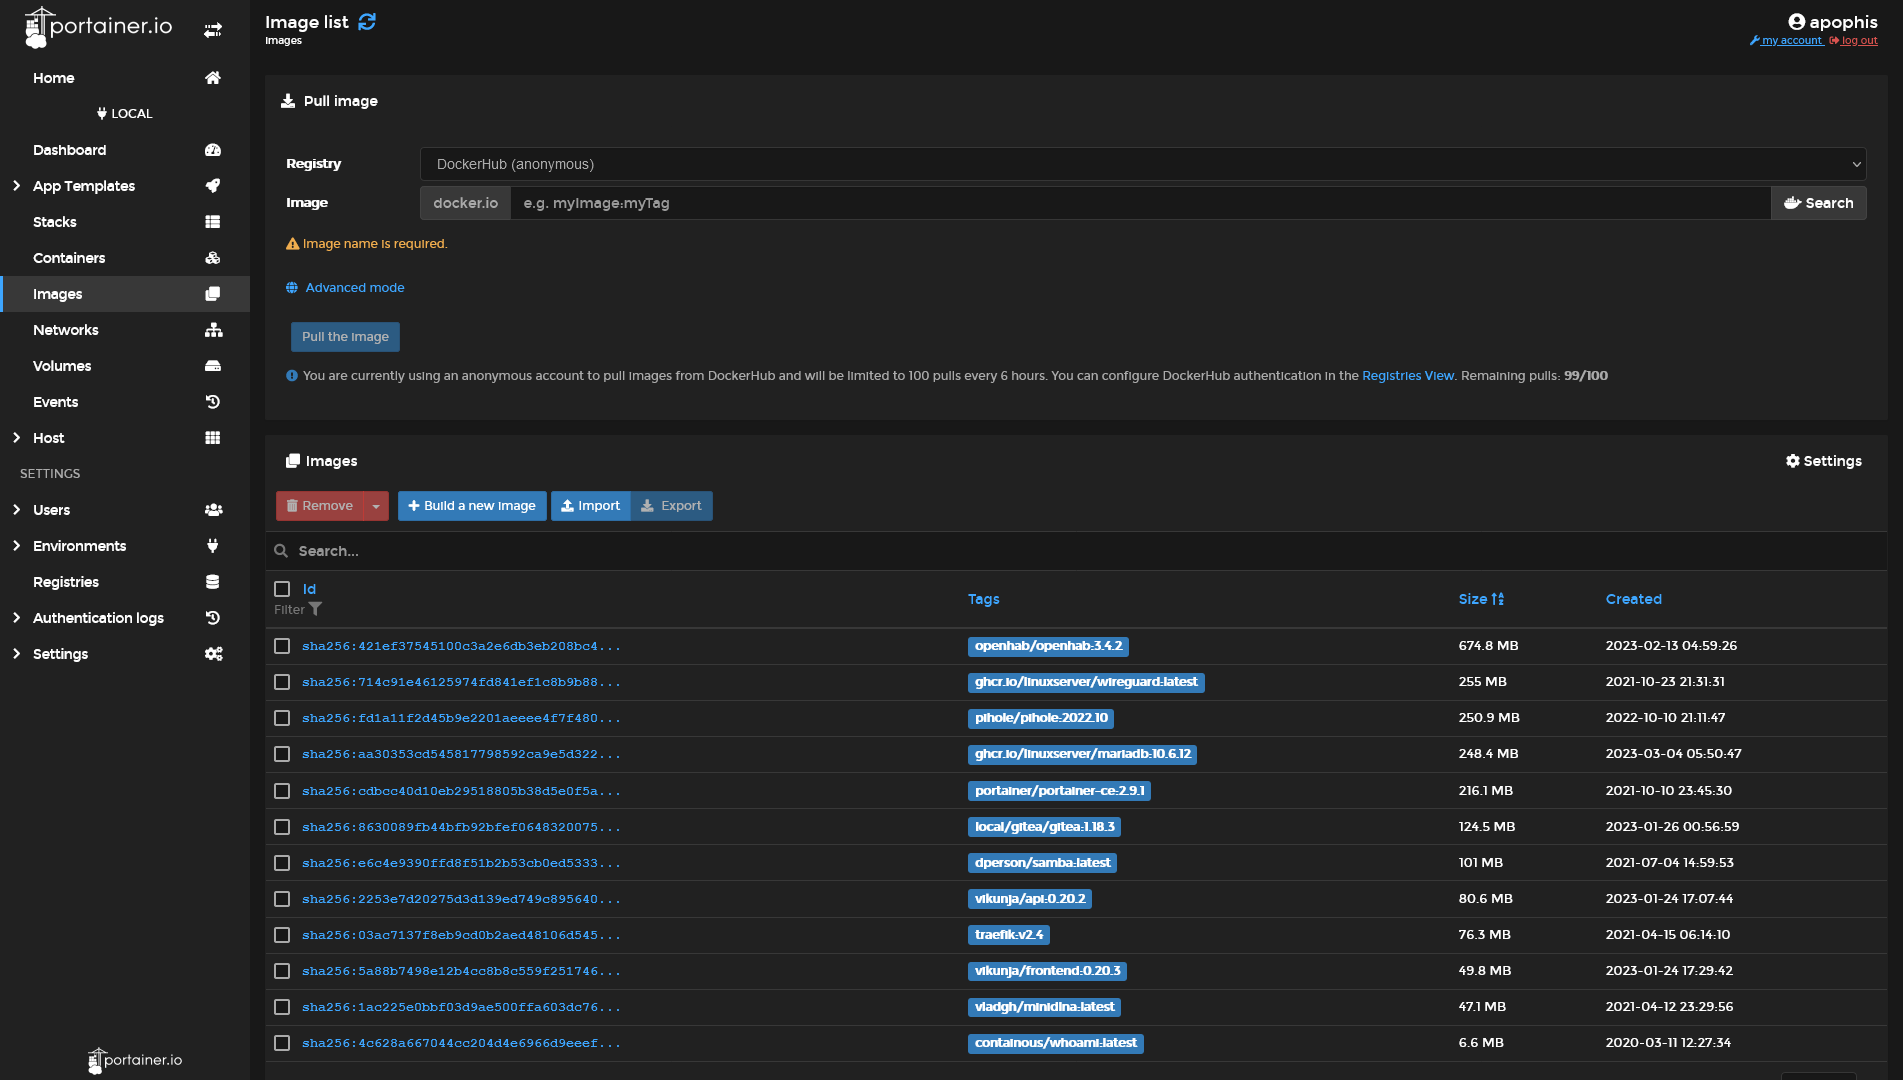 portainer.io
Home
LOCAL
Dashboard
App Templates
Stacks
Containers
Images
Networks
Volumes
Events
Host
SETTINGS
Users
Environments
Registries
Authentication logs
Settings
portainer.io
Image list
Images
apophis
my account log out
Pull image
Registry DockerHub (anonymous)
Image docker.io e.g. myImage:myTag Search
Image name is required.
Advanced mode
Pull the image
You are currently using an anonymous account to pull images from DockerHub and will be limited to 100 pulls every 6 hours. You can configure DockerHub authentication in the Registries View. Remaining pulls: 99/100
Images Settings
Remove Build a new image Import Export
Search...
Id
Filter
Tags Size Created
sha256:421ef37545100c3a2e6db3eb208bc4... openhab/openhab:3.4.2 674.8 MB 2023-02-13 04:59:26
sha256:714c91e46125974fd841ef1c8b9b88... ghcr.io/linuxserver/wireguard:latest 255 MB 2021-10-23 21:31:31
sha256:fd1a11f2d45b9e2201aeeee4f7f480... pihole/pihole:2022.10 250.9 MB 2022-10-10 21:11:47
sha256:aa30353cd545817798592ca9e5d322... ghcr.io/linuxserver/mariadb:10.6.12 248.4 MB 2023-03-04 05:50:47
sha256:cdbcc40d10eb29518805b38d5e0f5a... portainer/portainer-ce:2.9.1 216.1 MB 2021-10-10 23:45:30
sha256:8630089fb44bfb92bfef0648320075... local/gitea/gitea:1.18.3 124.5 MB 2023-01-26 00:56:59
sha256:e6c4e9390ffd8f51b2b53cb0ed5333... dperson/samba:latest 101 MB 2021-07-04 14:59:53
sha256:2253e7d20275d3d139ed749c895640... vikunja/api:0.20.2 80.6 MB 2023-01-24 17:07:44
sha256:03ac7137f8eb9cd0b2aed48106d545... traefik:v2.4 76.3 MB 2021-04-15 06:14:10
sha256:5a88b7498e12b4cc8b8c559f251746... vikunja/frontend:0.20.3 49.8 MB 2023-01-24 17:29:42
sha256:1ac225e0bbf03d9ae500ffa603dc76... vladgh/minidlna:latest 47.1 MB 2021-04-12 23:29:56
sha256:4c628a667044cc204d4e6966d9eeef... containous/whoami:latest 6.6 MB 2020-03-11 12:27:34